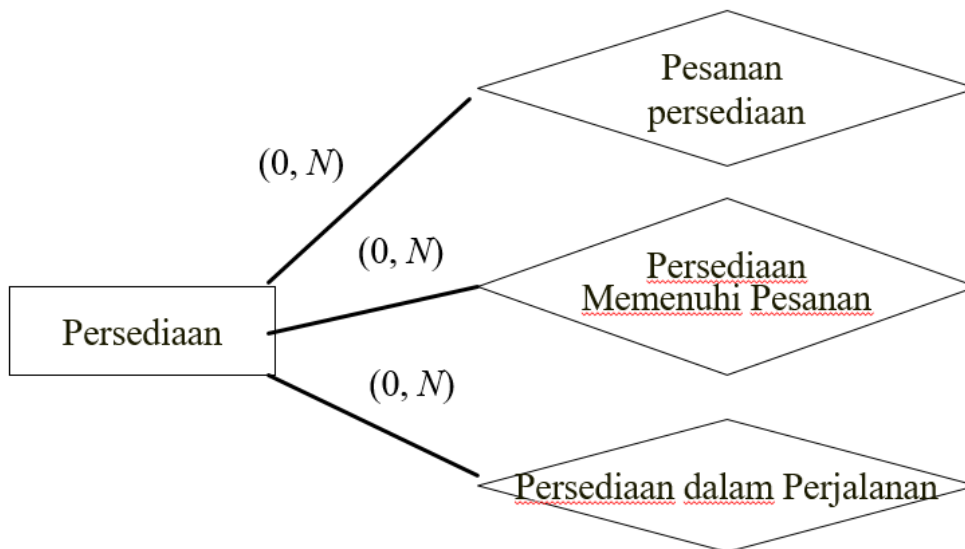 Pesanan
persediaan
(0, N)
(0, N)
Persediaan
Memenuhi Pesanan
Persediaan
(0, N)
Persediaan dalam Perjalanan